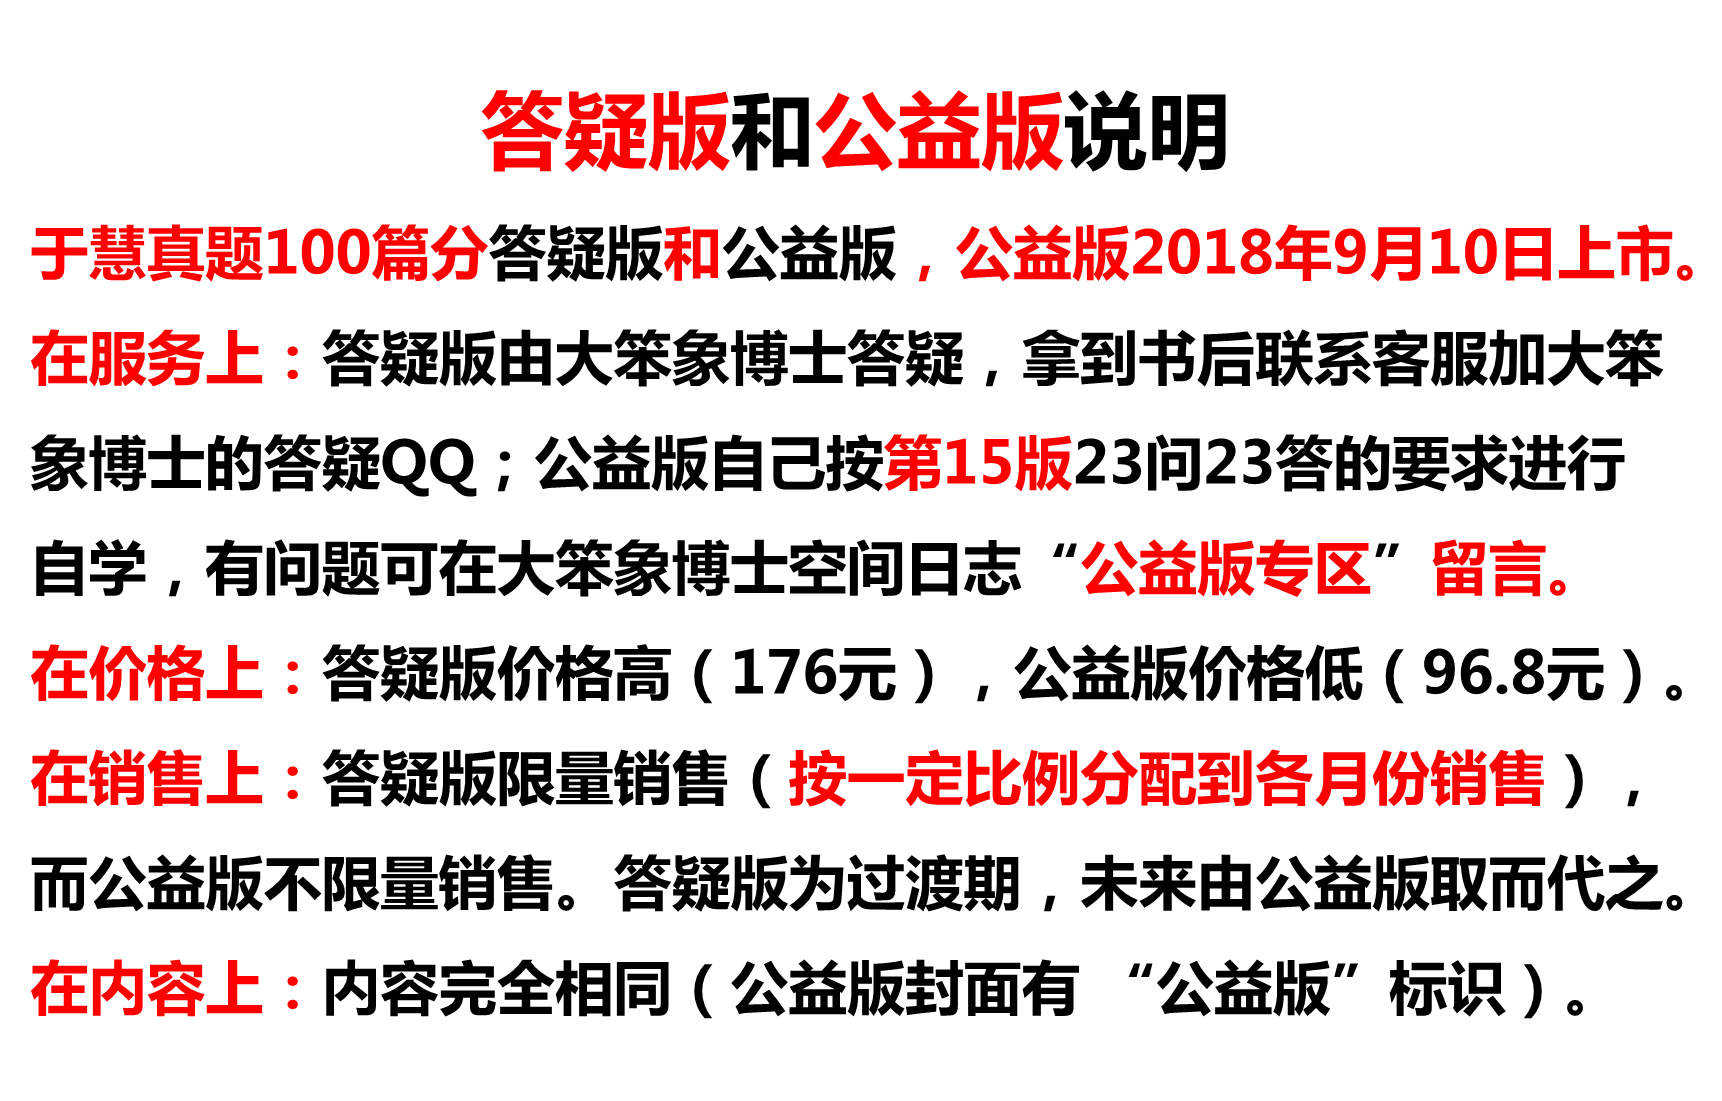 答疑版和公益版说明
于慧真题100篇分答疑版和公益版，公益版2018年9月10日上市。
在服务上：答疑版由大笨象博士答疑，拿到书后联系客服加大笨
象博士的答疑QQ；公益版自己按第15版23问23答的要求进行
自学，有问题可在大笨象博士空间日志“公益版专区”留言。
在价格上：答疑版价格高（176元），公益版价格低（96.8元）。
在销售上：答疑版限量销售（按一定比例分配到各月份销售），
而公益版不限量销售。答疑版为过渡期，未来由公益版取而代之。
在内容上：内容完全相同（公益版封面有 “公益版”标识）。